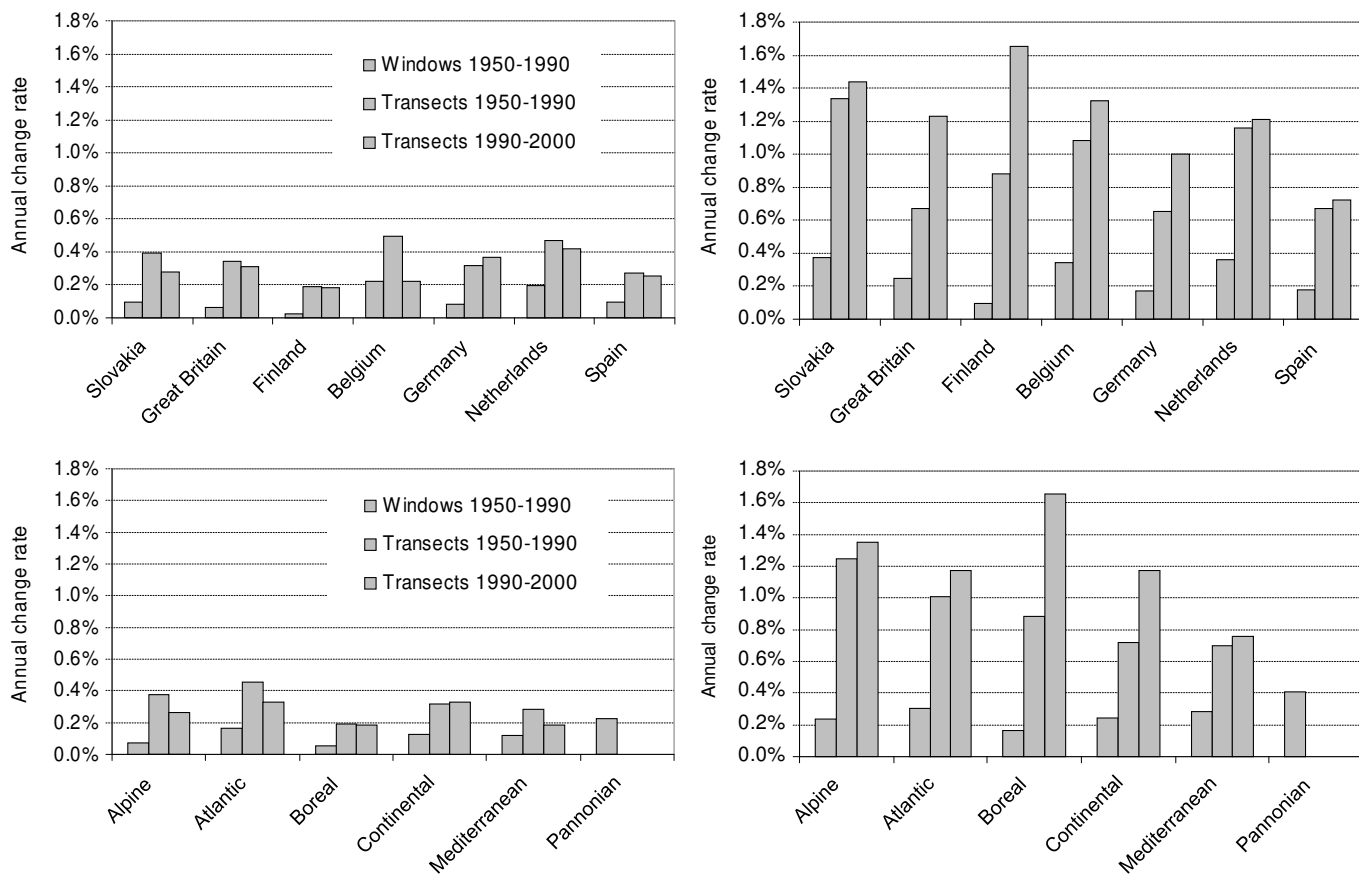 1.8%
1.6%
1.4%
1.2%
1.0%
0.8%
0.6%
0.4%
0.2%
0.0%
Annual change rate
Windows 1950-1990
Transects 1950-1990
Transects 1990-2000
Slovakia
Great Britain
Finland
Belgium
Germany
Netherlands
Spain
1.8%
1.6%
1.4%
1.2%
1.0%
0.8%
0.6%
0.4%
0.2%
0.0%
Annual change rate
Slovakia
Great Britain
Finland
Belgium
Germany
Netherlands
Spain
1.8%
1.6%
1.4%
1.2%
1.0%
0.8%
0.6%
0.4%
0.2%
0.0%
Annual change rate
Windows 1950-1990
Transects 1950-1990
Transects 1990-2000
Alpine
Atlantic
Boreal
Continental
Mediterranean
Pannonian
1.8%
1.6%
1.4%
1.2%
1.0%
0.8%
0.6%
0.4%
0.2%
0.0%
Annual change rate
Alpine
Atlantic
Boreal
Continental
Mediterranean
Pannonian